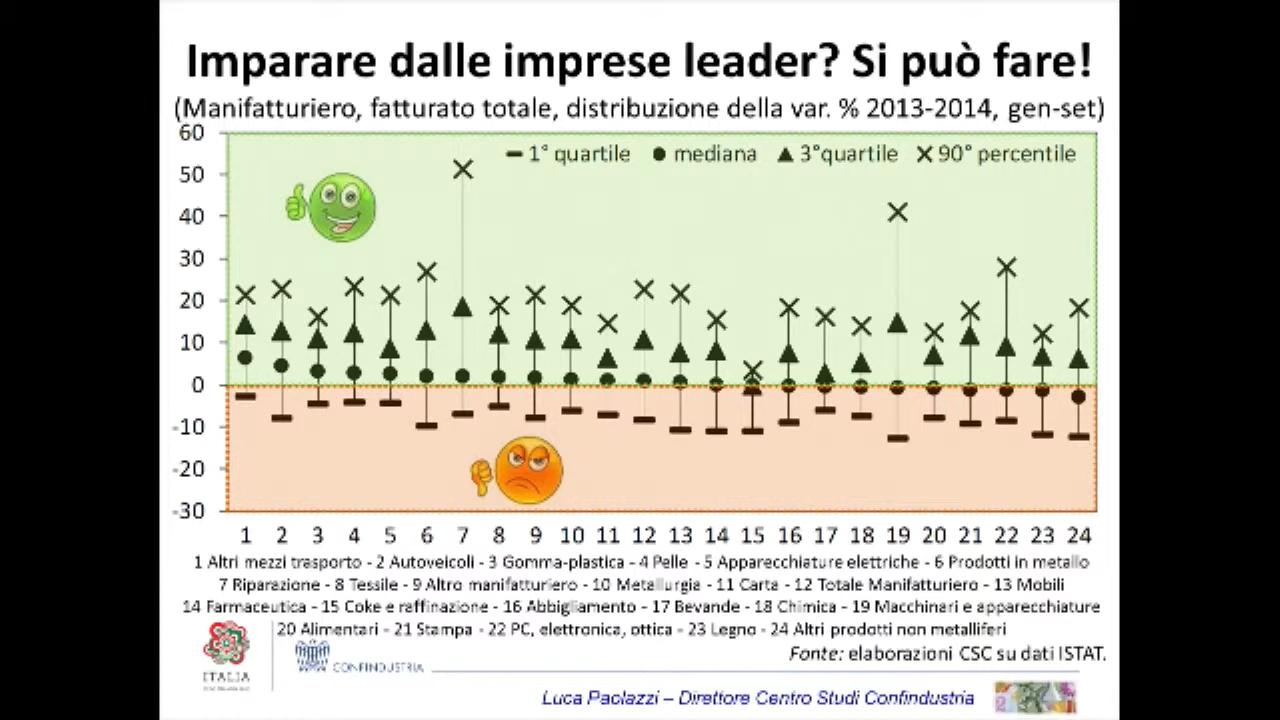 Imparare dalle imprese leader? Si può fare!
(Manifatturiero, fatturato totale, distribuzione della var. % 2013-2014, gen-set)
60
1° quartile mediana 3°quartile 90° percentile
50
40
30
20
10
0
-10
-20
-30
1 2 3 4 5 6 7 8 9 10 11 12 13 14 15 16 17 18 19 20 21 22 23 24
1 Altri mezzi trasporto - 2 Autoveicoli - 3 Gomma-plastica - 4 Pelle - 5 Apparecchiature elettriche - 6 Prodotti in metallo
7 Riparazione - 8 Tessile - 9 Altro manifatturiero - 10 Metallurgia - 11 Carta - 12 Totale Manifatturiero - 13 Mobili
14 Farmaceutica - 15 Coke e raffinazione - 16 Abbigliamento - 17 Bevande - 18 Chimica - 19 Macchinari e apparecchiature
20 Alimentari - 21 Stampa - 22 PC, elettronica, ottica - 23 Legno - 24 Altri prodotti non metalliferi
Fonte: elaborazioni CSC su dati ISTAT.
ITALIA
CONFINDUSTRIA
Luca Paolazzi – Direttore Centro Studi Confindustria